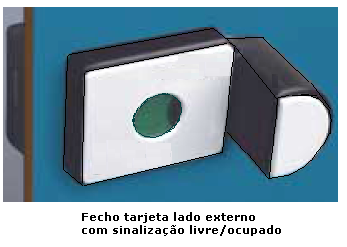 Fecho tarjeta lado externo
com sinalização livre/ocupado